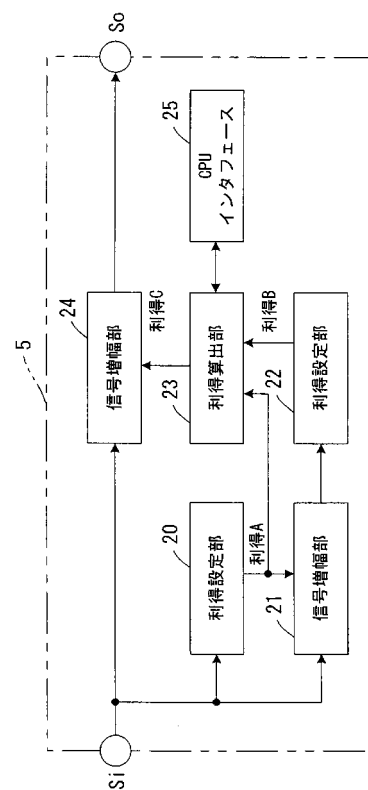 5
So
24
信号増幅部
利得C
25
CPU
インタフェース
23
利得算出部
利得B
22
利得設定部
20
利得設定部
利得A
21
信号増幅部
Si